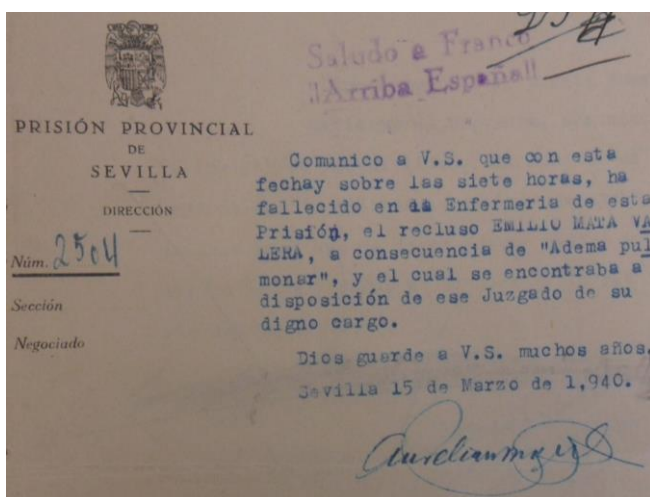 Saludo a Franco
!Arriba España!!
PRISIÓN PROVINCIAL
DE
SEVILLA
DIRECCIÓN
Núm. 2504
Sección
Negociado
Comunico a V.S. que con esta
fechay sobre las siete horas, ha
fallecido en la Enfermeria de esta
Prisión, el recluso EMILIO MATA VA
LERA, a consecuencia de "Adema pul
monar", y el cual se encontraba a
disposición de ese Juzgado de su
digno cargo.
Dios guarde a V.S. muchos años.
Sevilla 15 de Marzo de 1,940.